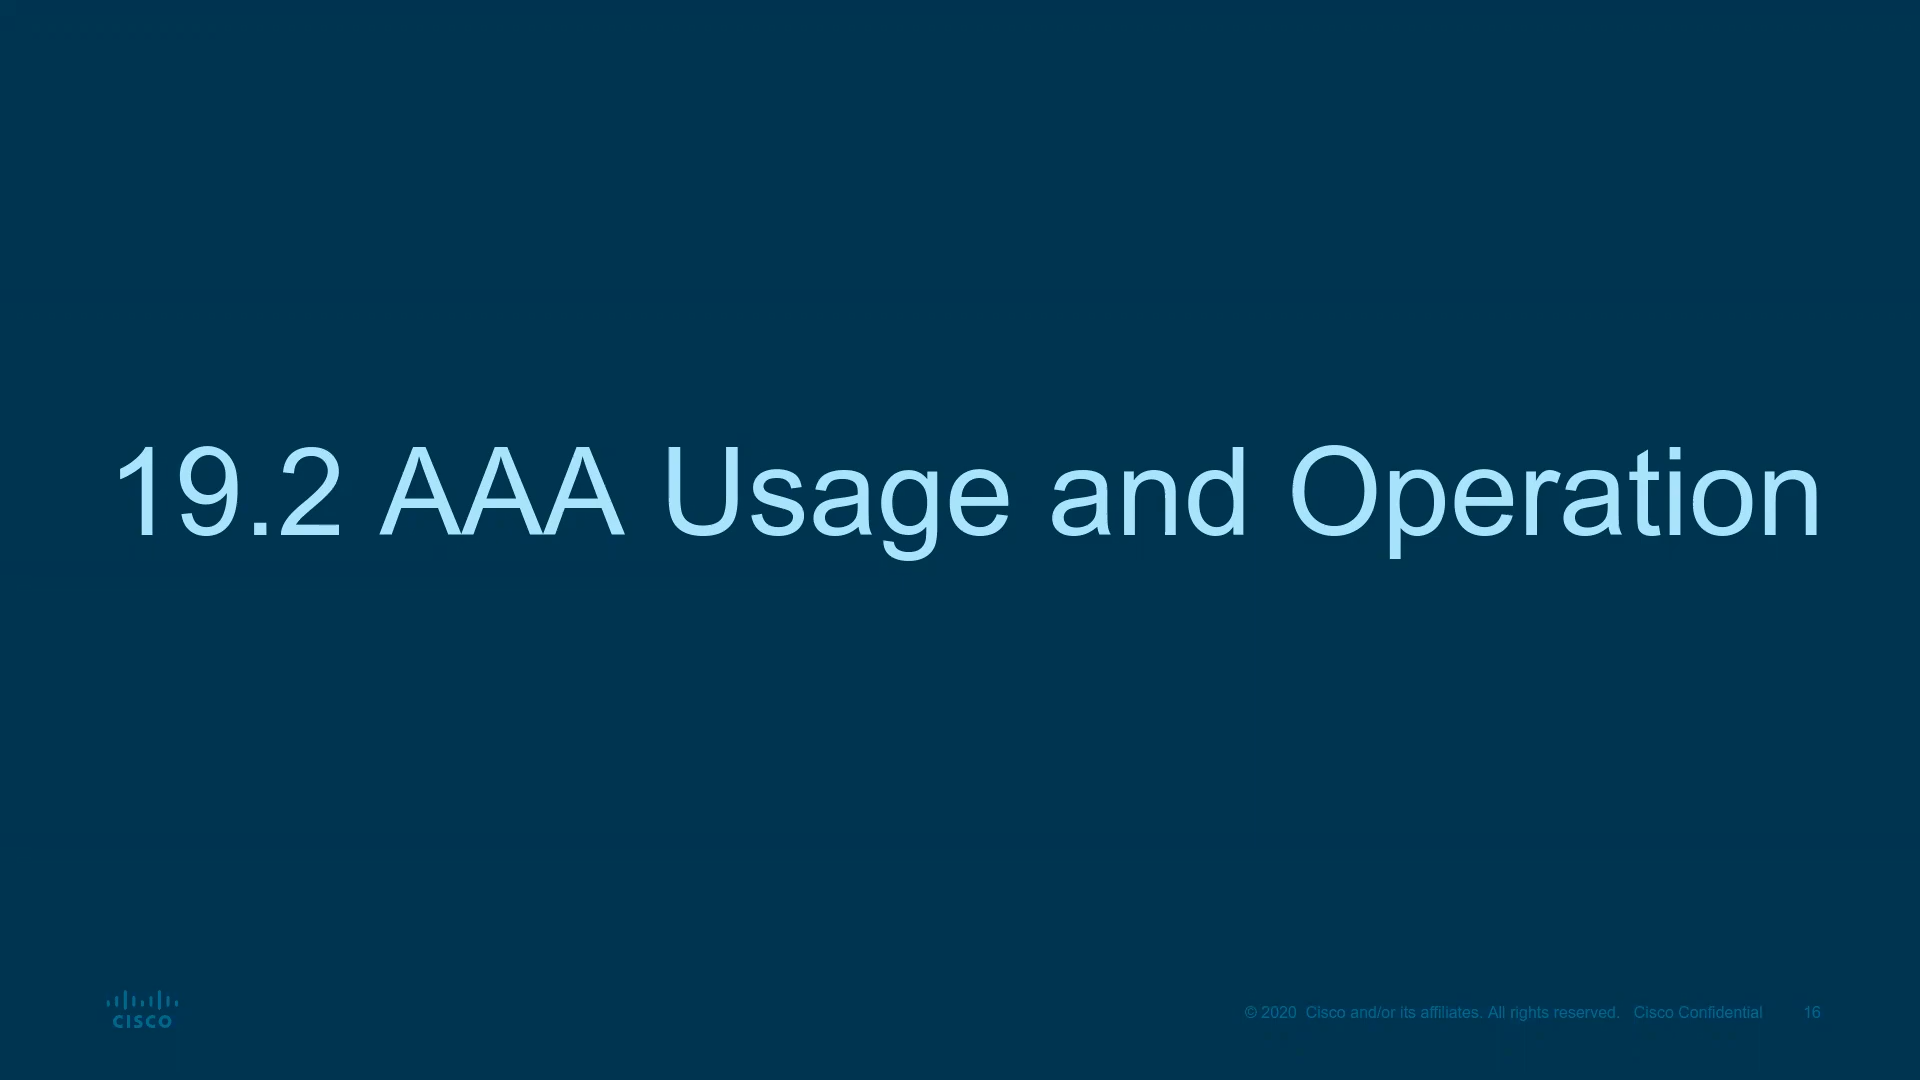 19.2 AAA Usage and Operation
CISCO
© 2020 Cisco and/or its affiliates. All rights reserved. Cisco Confidential 16